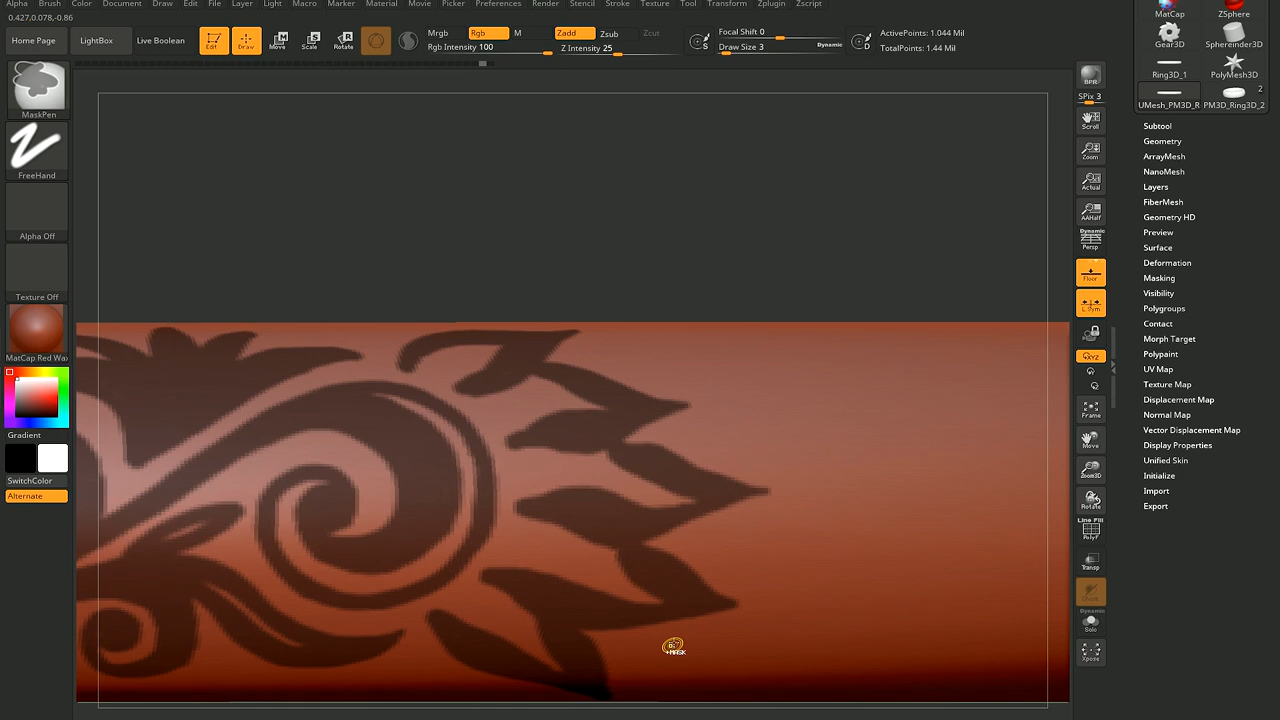 Alpha Brush Color Document Draw Edit File Layer Light Macro Marker Material Movie Picker Preferences Render Stencil Stroke Texture Tool Transform Zplugin Zscript
0.427,0.078,-0.86
Home Page LightBox Live Boolean Edit Draw Move Scale Rotate
Mrgb Rgb M Zadd Zsub Zcut
Rgb Intensity 100 Z Intensity 25
S Focal Shift 0
Draw Size 3 Dynamic D
ActivePoints: 1.044 Mil
TotalPoints: 1.44 Mil
MaskPen
FreeHand
Alpha Off
Texture Off
MatCap Red Wax
Gradient
SwitchColor
Alternate
+MASK
BPR
SPix 3
Scroll
Zoom
Actual
AAHalf
Dynamic
Persp
Floor
L.Sym
XYZ
Frame
Move
Zoom3D
Rotate
Line Fill
PolyF
Transp
Ghost
Dynamic
Solo
Xpose
MatCap ZSphere
Gear3D Sphereinder3D
Ring3D_1 PolyMesh3D
2
UMesh_PM3D_R PM3D_Ring3D_2
Subtool
Geometry
ArrayMesh
NanoMesh
Layers
FiberMesh
Geometry HD
Preview
Surface
Deformation
Masking
Visibility
Polygroups
Contact
Morph Target
Polypaint
UV Map
Texture Map
Displacement Map
Normal Map
Vector Displacement Map
Display Properties
Unified Skin
Initialize
Import
Export